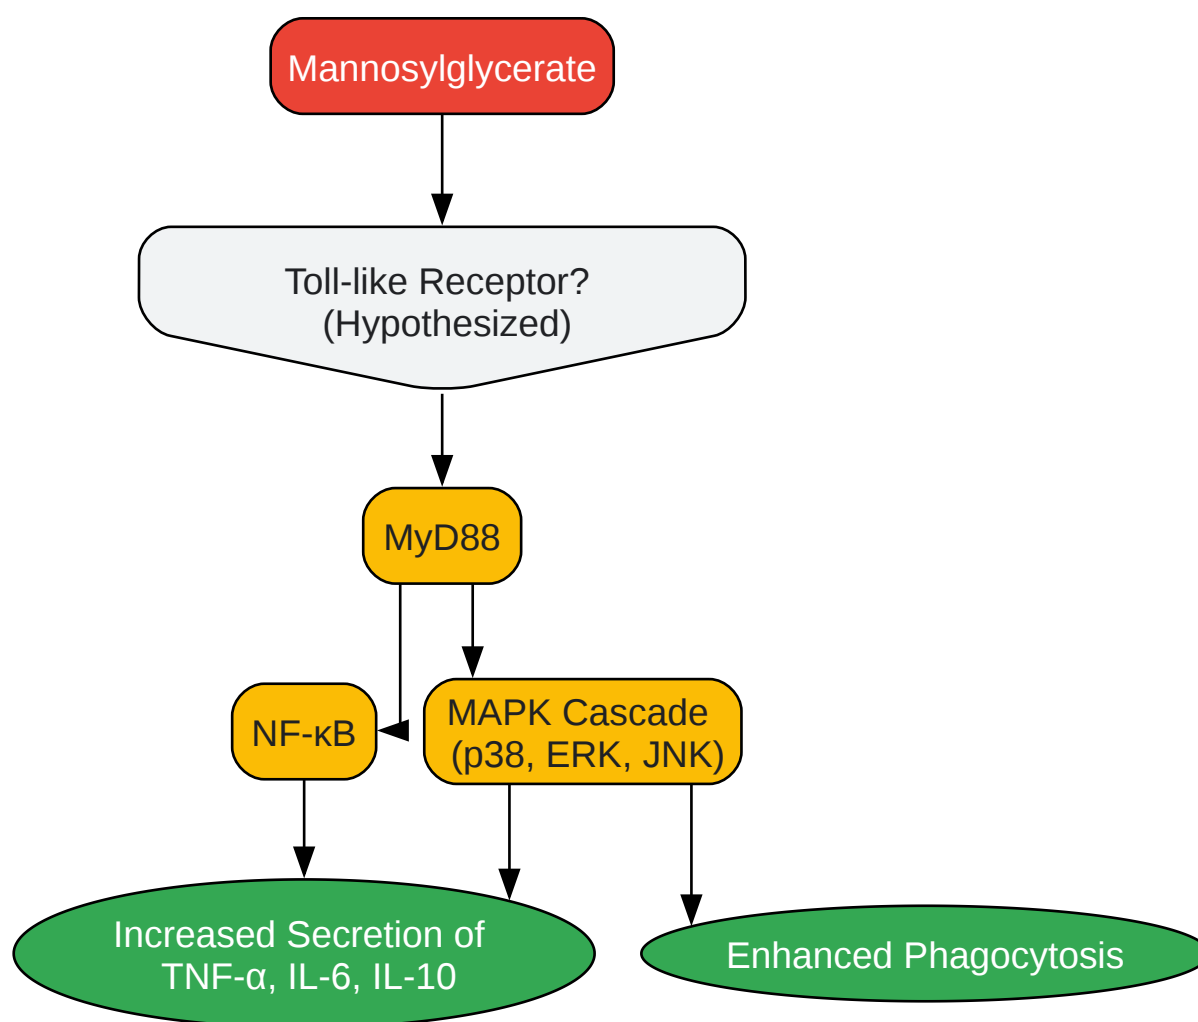 Mannosylglycerate
Toll-like Receptor?
(Hypothesized)
MyD88
NF-κB
MAPK Cascade
(p38, ERK, JNK)
Increased Secretion of
TNF-α, IL-6, IL-10
Enhanced Phagocytosis